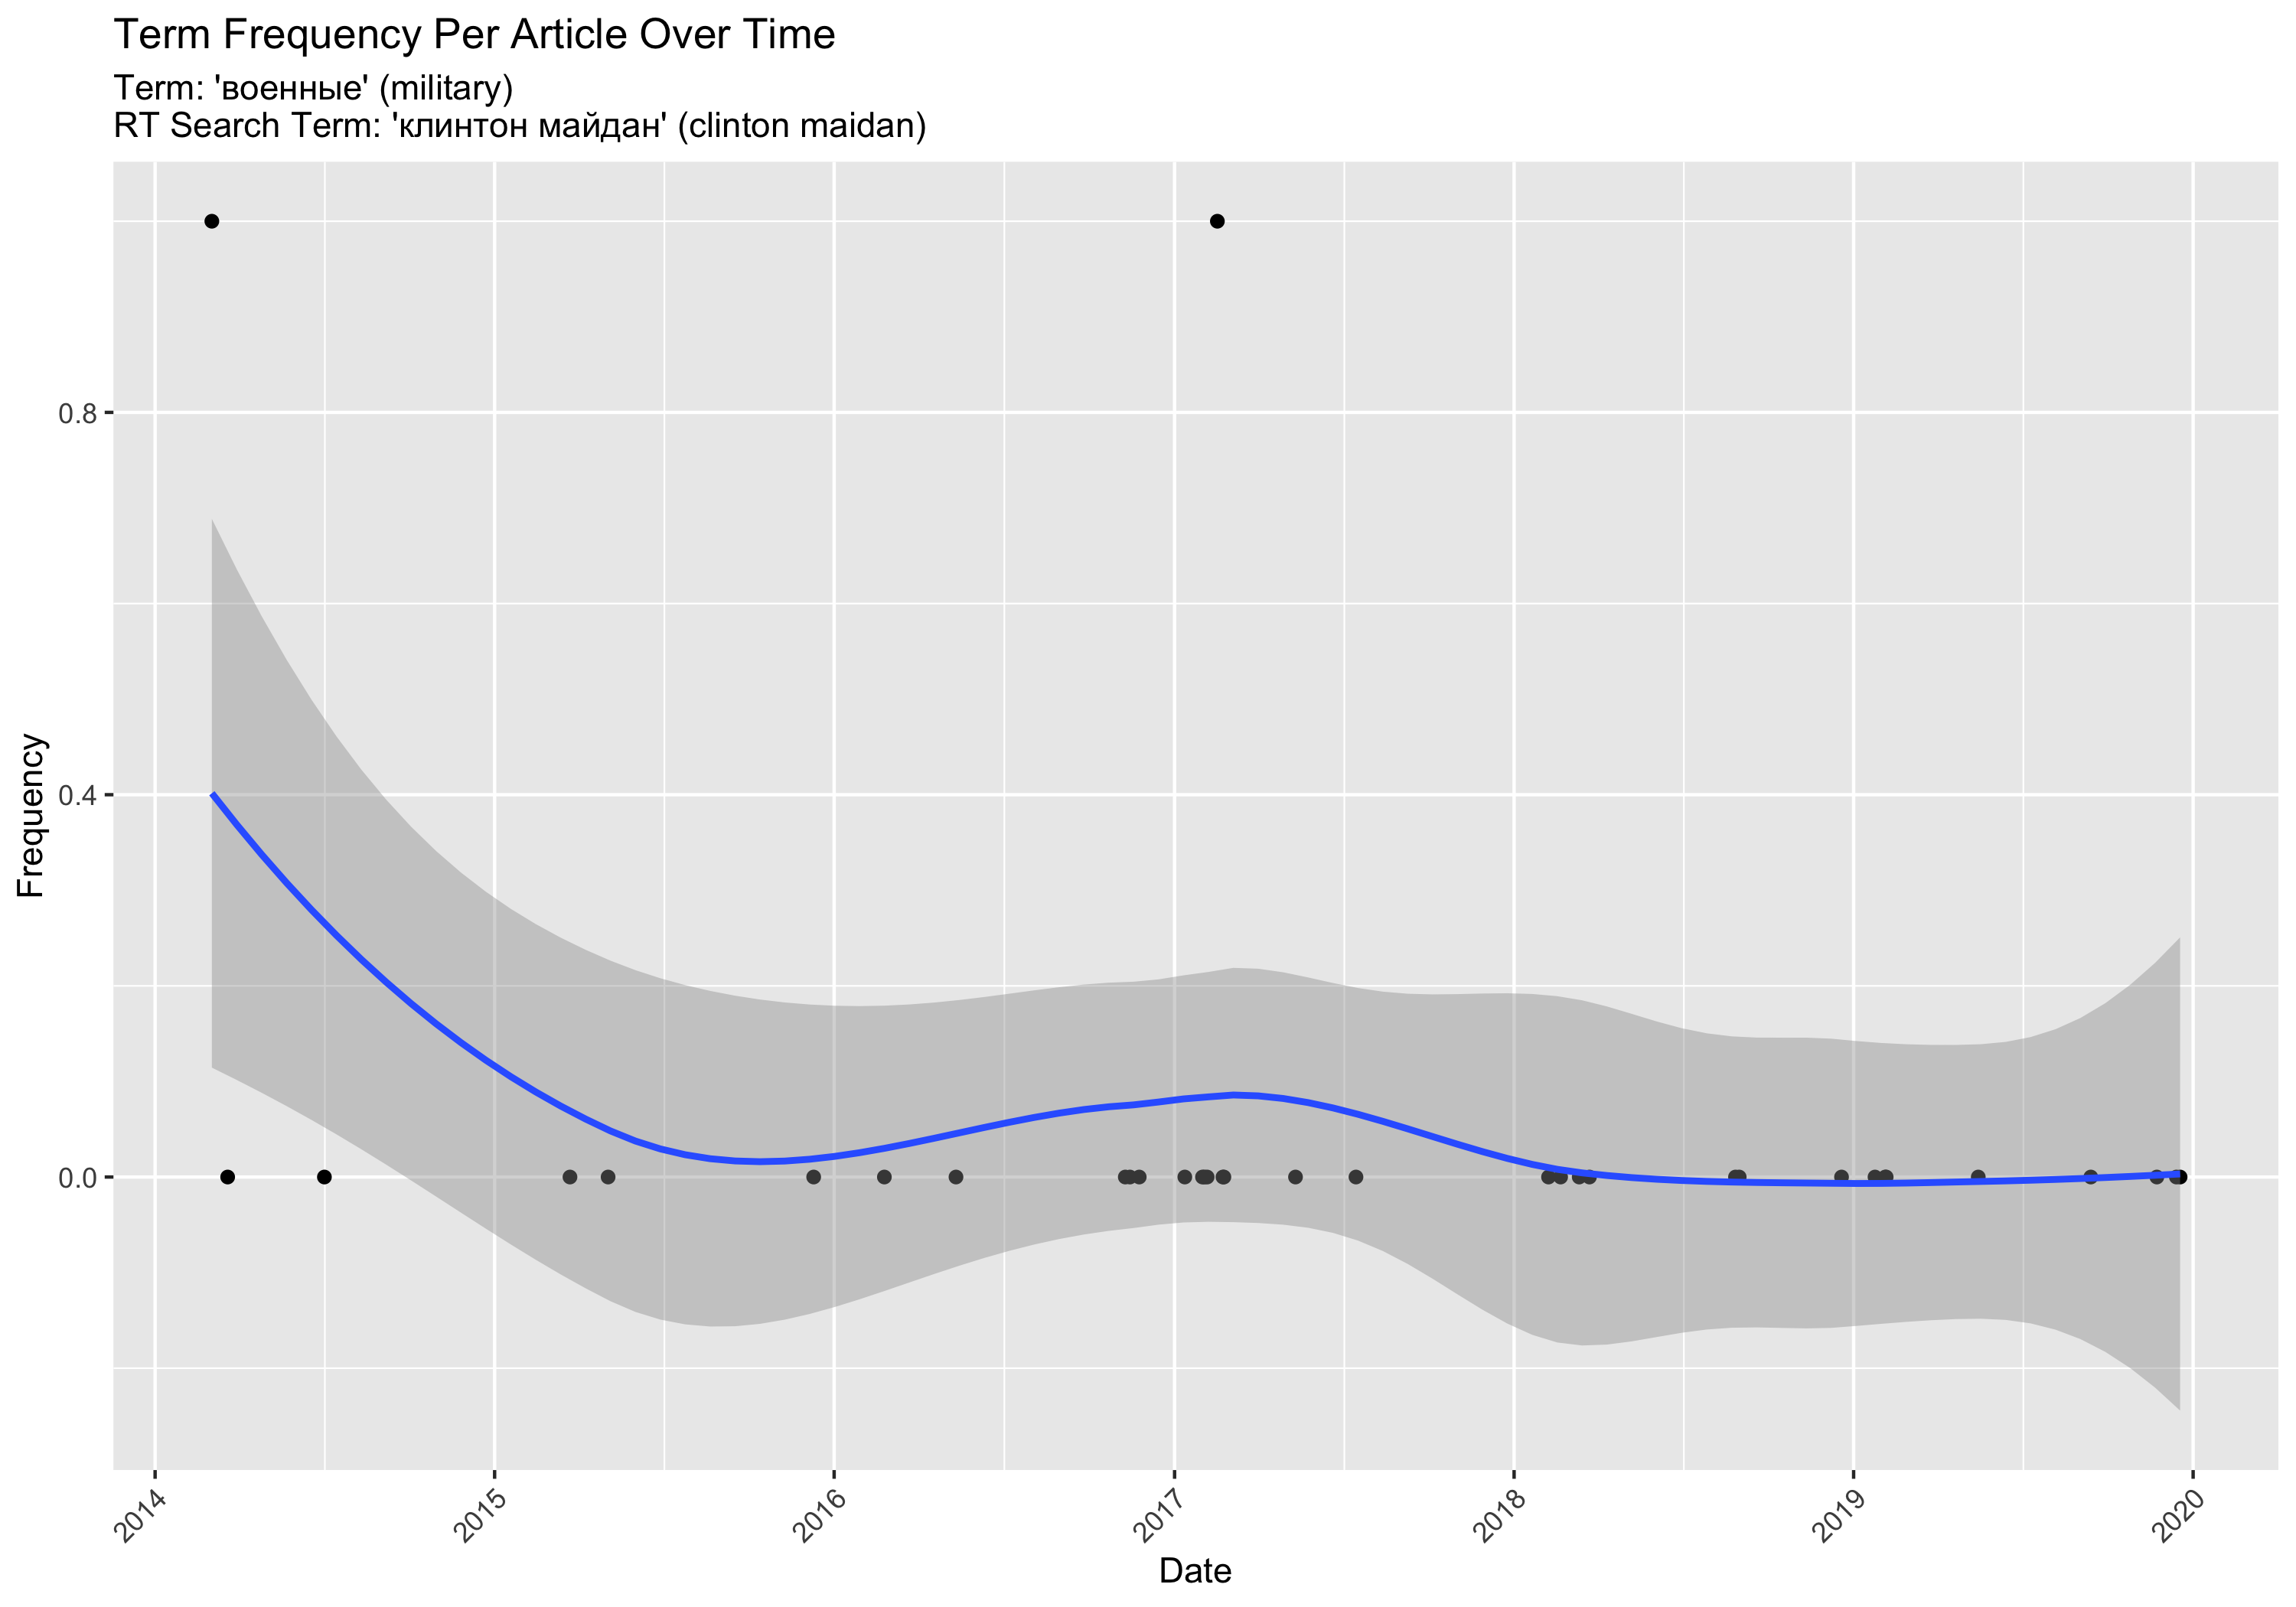 Term Frequency Per Article Over Time
Term: 'военные' (military)
RT Search Term: 'клинтон майдан' (clinton maidan)
0.8
0.4
0.0
Frequency
2014
2015
2016
2017
2018
2019
2020
Date